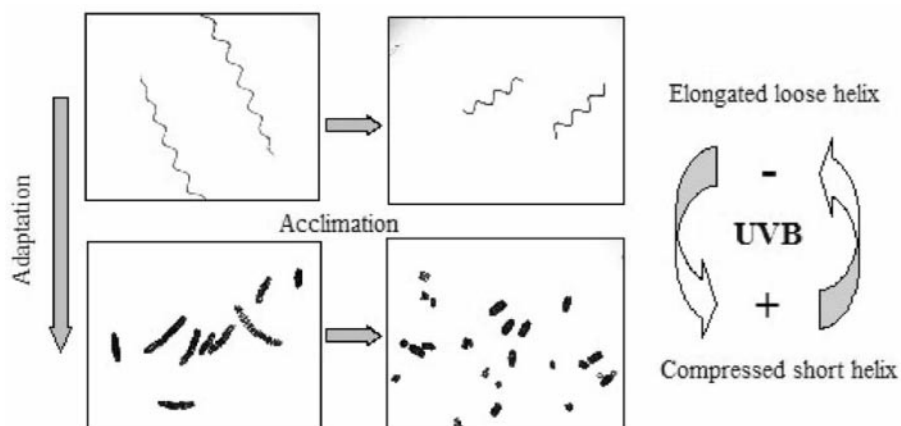 Adaptation
Acclimation
Elongated loose helix
-
UVB
+
Compressed short helix